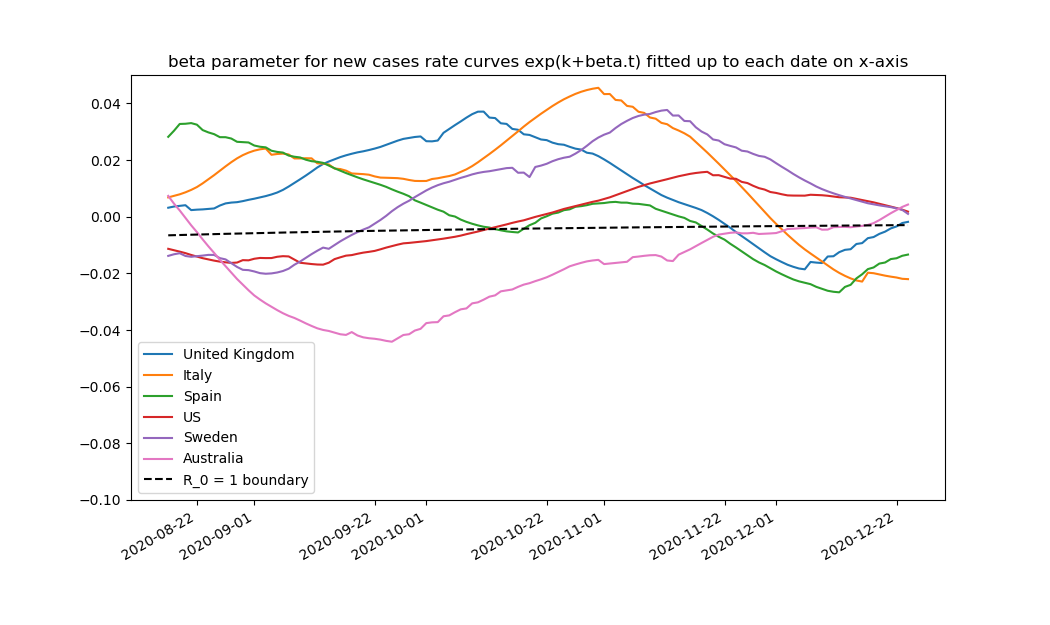 beta parameter for new cases rate curves exp(k+beta.t) fitted up to each date on x-axis
0.04
0.02
0.00
−0.02
−0.04
−0.06
−0.08
−0.10
United Kingdom
Italy
Spain
US
Sweden
Australia
R_0 = 1 boundary
2020-08-22
2020-09-01
2020-09-22
2020-10-01
2020-10-22
2020-11-01
2020-11-22
2020-12-01
2020-12-22